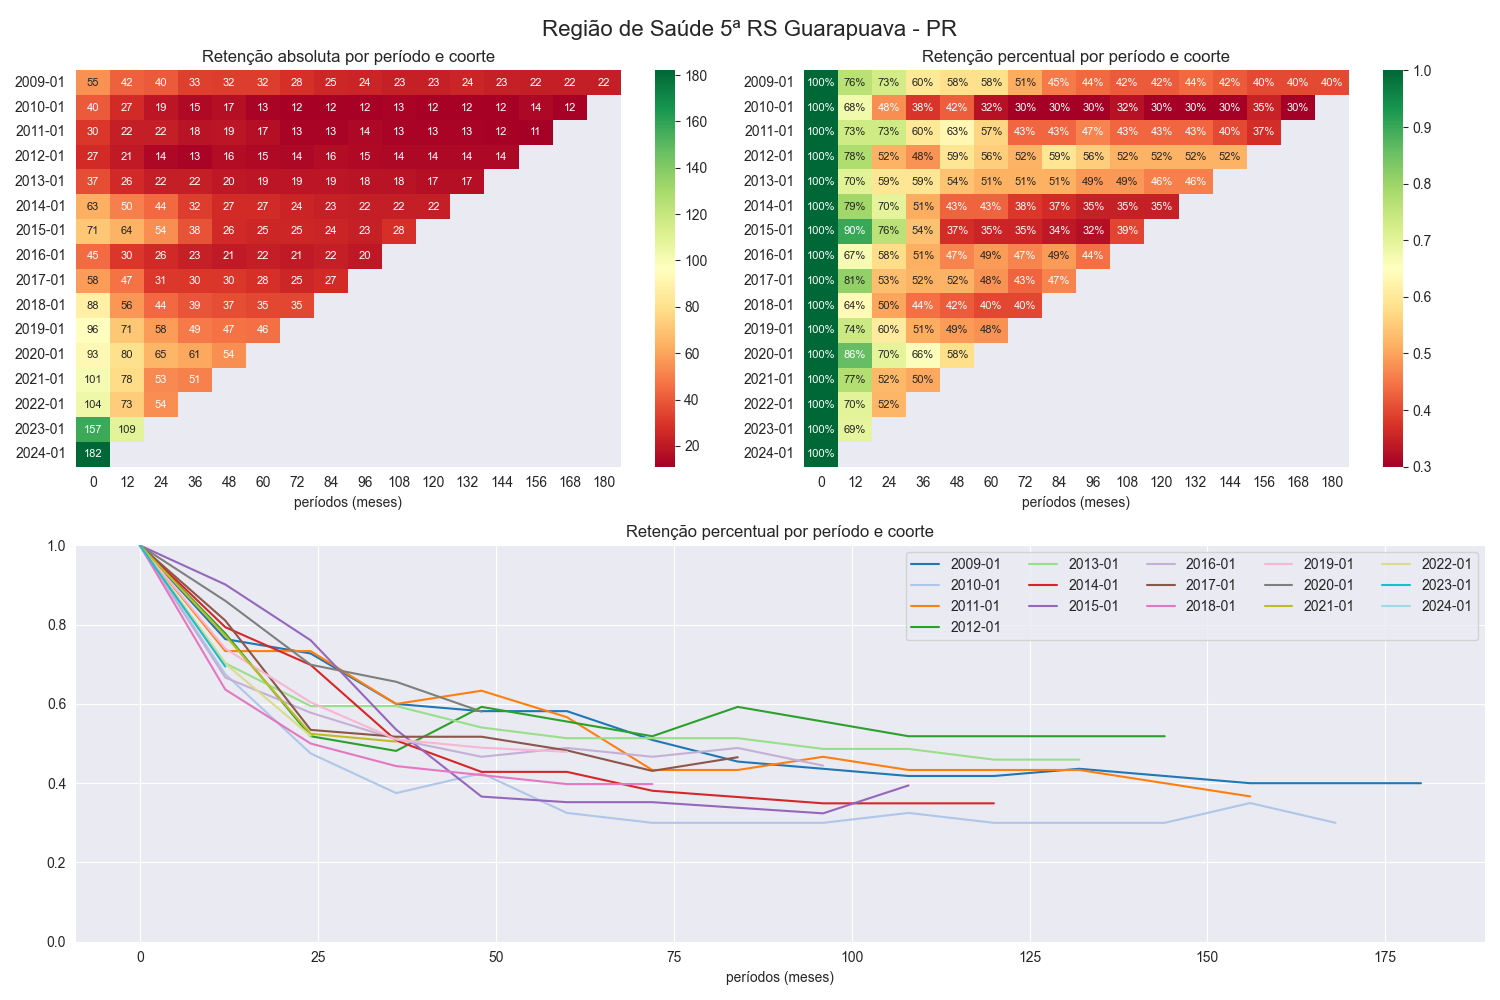 Região de Saúde 5ª RS Guarapuava - PR
Retenção absoluta por período e coorte
2009-01 55 42 40 33 32 32 28 25 24 23 23 24 23 22 22 22
2010-01 40 27 19 15 17 13 12 12 12 13 12 12 12 14 12
2011-01 30 22 22 18 19 17 13 13 14 13 13 13 12 11
2012-01 27 21 14 13 16 15 14 16 15 14 14 14 14
2013-01 37 26 22 22 20 19 19 19 18 18 17 17
2014-01 63 50 44 32 27 27 24 23 22 22 22
2015-01 71 64 54 38 26 25 25 24 23 28
2016-01 45 30 26 23 21 22 21 22 20
2017-01 58 47 31 30 30 28 25 27
2018-01 88 56 44 39 37 35 35
2019-01 96 71 58 49 47 46
2020-01 93 80 65 61 54
2021-01 101 78 53 51
2022-01 104 73 54
2023-01 157 109
2024-01 182
0 12 24 36 48 60 72 84 96 108 120 132 144 156 168 180
períodos (meses)
180
160
140
120
100
80
60
40
20
Retenção percentual por período e coorte
2009-01 100% 76% 73% 60% 58% 58% 51% 45% 44% 42% 42% 44% 42% 40% 40% 40%
2010-01 100% 68% 48% 38% 42% 32% 30% 30% 30% 32% 30% 30% 30% 35% 30%
2011-01 100% 73% 73% 60% 63% 57% 43% 43% 47% 43% 43% 43% 40% 37%
2012-01 100% 78% 52% 48% 59% 56% 52% 59% 56% 52% 52% 52% 52%
2013-01 100% 70% 59% 59% 54% 51% 51% 51% 49% 49% 46% 46%
2014-01 100% 79% 70% 51% 43% 43% 38% 37% 35% 35% 35%
2015-01 100% 90% 76% 54% 37% 35% 35% 34% 32% 39%
2016-01 100% 67% 58% 51% 47% 49% 47% 49% 44%
2017-01 100% 81% 53% 52% 52% 48% 43% 47%
2018-01 100% 64% 50% 44% 42% 40% 40%
2019-01 100% 74% 60% 51% 49% 48%
2020-01 100% 86% 70% 66% 58%
2021-01 100% 77% 52% 50%
2022-01 100% 70% 52%
2023-01 100% 69%
2024-01 100%
0 12 24 36 48 60 72 84 96 108 120 132 144 156 168 180
períodos (meses)
1.0
0.9
0.8
0.7
0.6
0.5
0.4
0.3
Retenção percentual por período e coorte
1.0
0.8
0.6
0.4
0.2
0.0
2009-01 2013-01 2016-01 2019-01 2022-01
2010-01 2014-01 2017-01 2020-01 2023-01
2011-01 2015-01 2018-01 2021-01 2024-01
2012-01
0 25 50 75 100 125 150 175
períodos (meses)